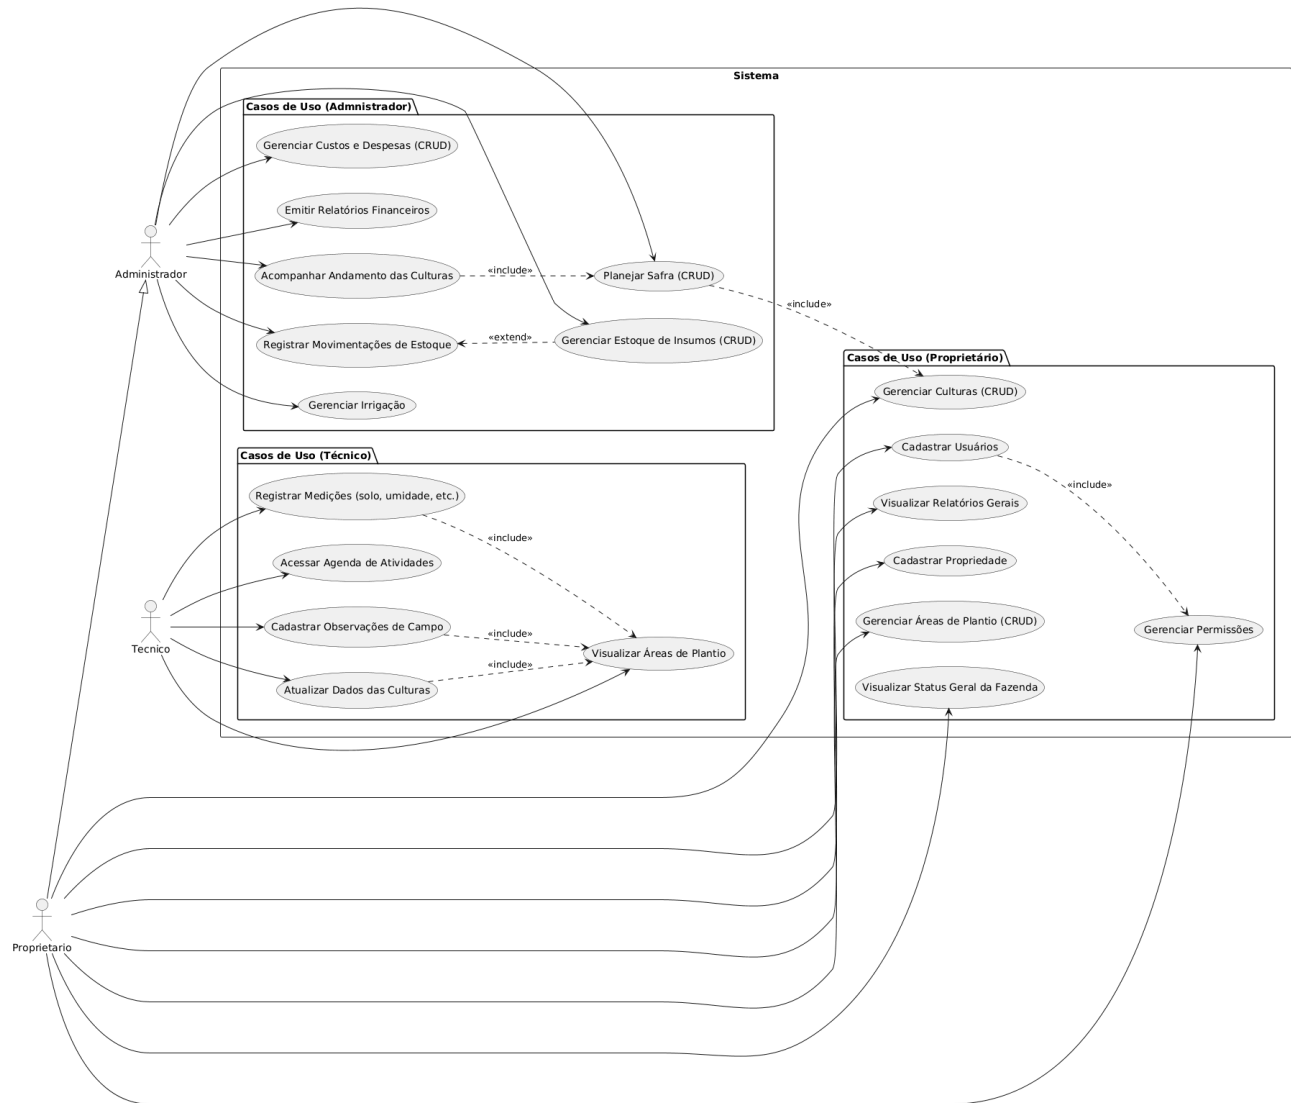 Sistema
Casos de Uso (Admnistrador)
Gerenciar Custos e Despesas (CRUD)
Emitir Relatórios Financeiros
Acompanhar Andamento das Culturas
«include»
Planejar Safra (CRUD)
«include»
Registrar Movimentações de Estoque
«extend»
Gerenciar Estoque de Insumos (CRUD)
Gerenciar Irrigação
Administrador
Casos de Uso (Proprietário)
Gerenciar Culturas (CRUD)
Cadastrar Usuários
«include»
Visualizar Relatórios Gerais
Cadastrar Propriedade
Gerenciar Áreas de Plantio (CRUD)
Gerenciar Permissões
Visualizar Status Geral da Fazenda
Casos de Uso (Técnico)
Registrar Medições (solo, umidade, etc.)
«include»
Acessar Agenda de Atividades
Cadastrar Observações de Campo
«include»
Visualizar Áreas de Plantio
«include»
Atualizar Dados das Culturas
Tecnico
Proprietario